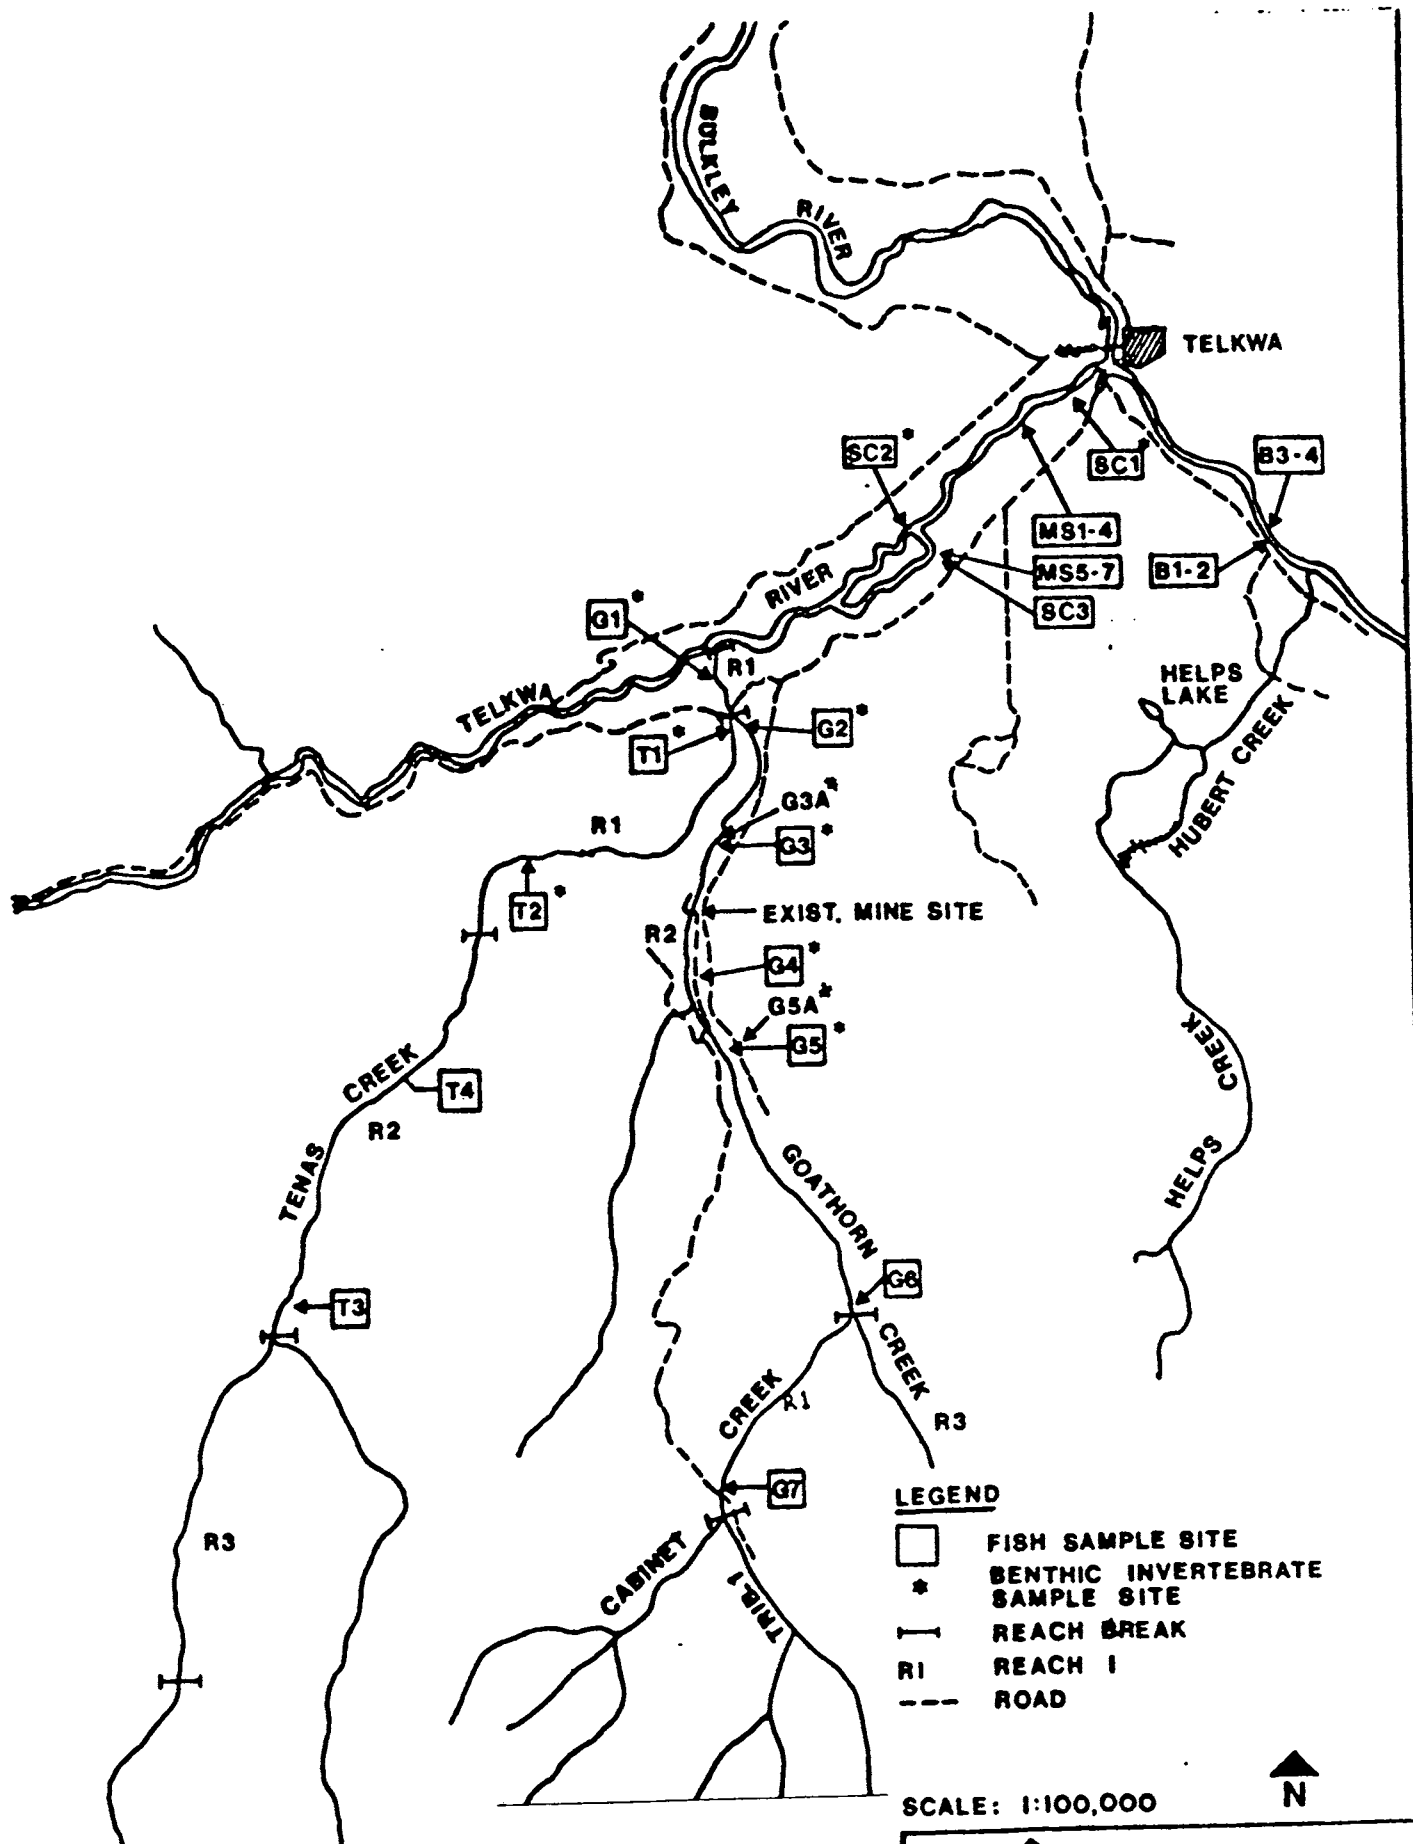 BULKLEY
RIVER
TELKWA
SC2 *
SC1 *
B3-4
MS1-4
MS5-7
B1-2
SC3
RIVER
G1 *
R1
TELKWA
HELPS
LAKE
G2 *
T1 *
HUBERT CREEK
G3A *
R1
G3 *
T2 *
EXIST. MINE SITE
R2
G4 *
G5A *
G5 *
CREEK
CREEK
T4
R2
TENAS
GOATHORN
HELPS
G6
T3
CREEK
CREEK
R1
R3
G7
R3
CABINET
TRIB.1
LEGEND
FISH SAMPLE SITE
* BENTHIC INVERTEBRATE
SAMPLE SITE
REACH BREAK
R1 REACH 1
ROAD
N
SCALE: 1:100,000